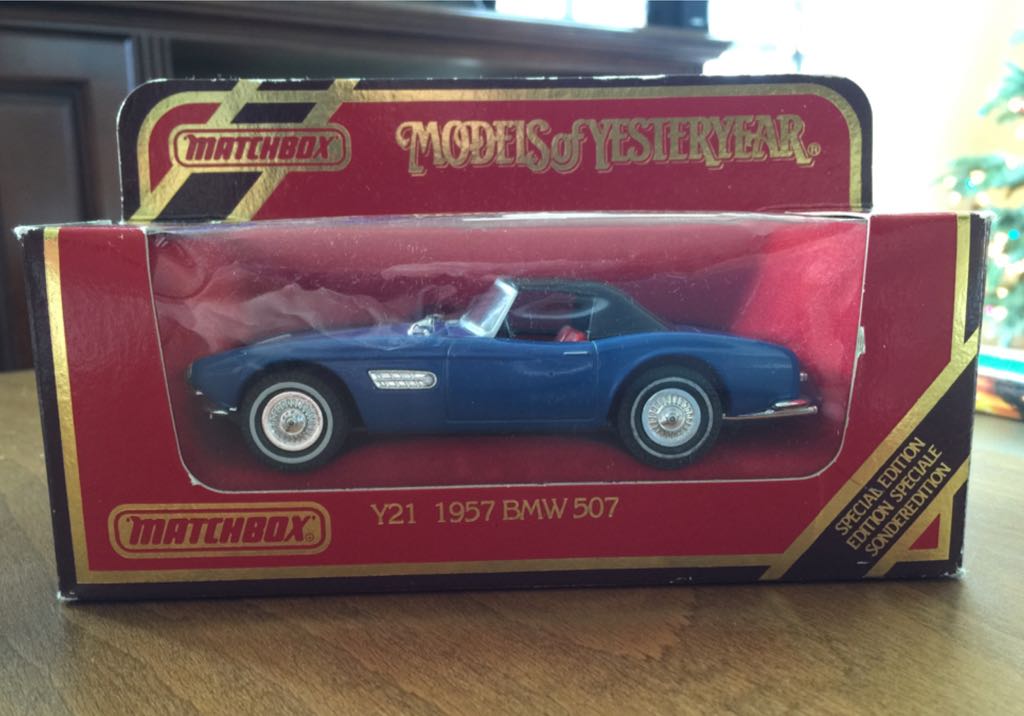 MATCHBOX
MODELS of YESTERYEAR®
MATCHBOX®
Y21 1957 BMW 507
SPECIAL EDITION
EDITION SPECIALE
SONDEREDITION